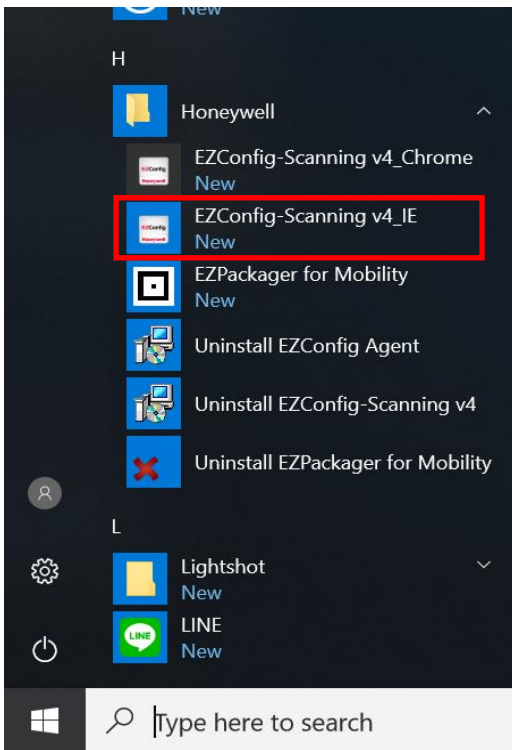 New
H
Honeywell
EZConfig-Scanning v4_Chrome
New
EZConfig-Scanning v4_IE
New
EZPackager for Mobility
New
Uninstall EZConfig Agent
Uninstall EZConfig-Scanning v4
Uninstall EZPackager for Mobility
L
Lightshot
New
LINE
LINE
New
Type here to search